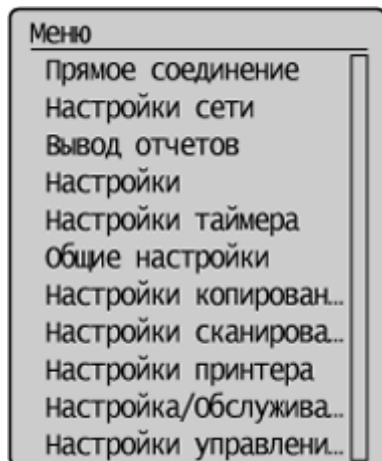 Меню
Прямое соединение
Настройки сети
Вывод отчетов
Настройки
Настройки таймера
Общие настройки
Настройки копирован...
Настройки сканирова...
Настройки принтера
Настройка/Обслужива...
Настройки управлени...